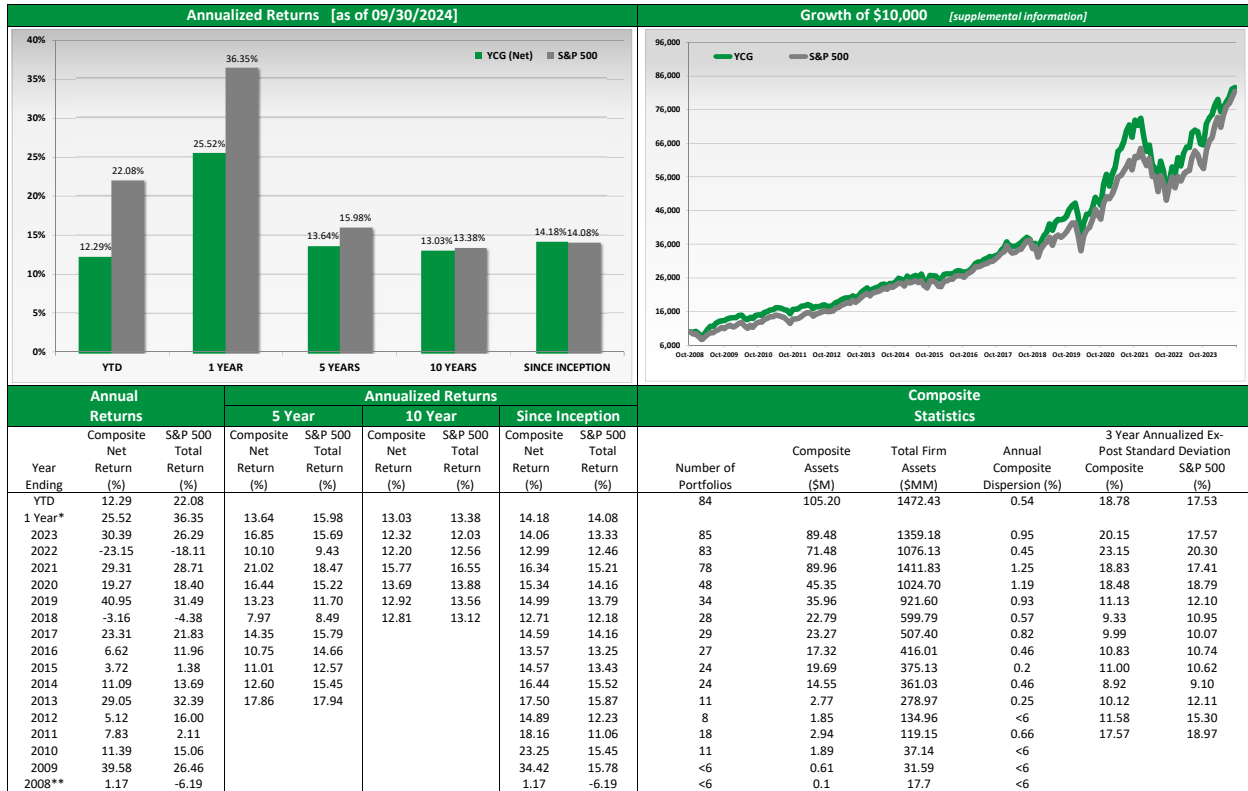 Annualized Returns [as of 09/30/2024]
40%
35%
30%
25%
20%
15%
10%
5%
0%
YCG (Net) S&P 500
12.29% 22.08%
25.52% 36.35%
13.64% 15.98%
13.03% 13.38%
14.18% 14.08%
YTD 1 YEAR 5 YEARS 10 YEARS SINCE INCEPTION
Growth of $10,000 [supplemental information]
96,000
86,000
76,000
66,000
56,000
46,000
36,000
26,000
16,000
6,000
YCG S&P 500
Oct-2008 Oct-2009 Oct-2010 Oct-2011 Oct-2012 Oct-2013 Oct-2014 Oct-2015 Oct-2016 Oct-2017 Oct-2018 Oct-2019 Oct-2020 Oct-2021 Oct-2022 Oct-2023
Annual Annualized Returns Composite
Returns 5 Year 10 Year Since Inception Statistics
Composite S&P 500 Composite S&P 500 Composite S&P 500 Composite S&P 500 3 Year Annualized Ex-
Net Total Net Total Net Total Net Total Composite Total Firm Annual Post Standard Deviation
Year Return Return Return Return Return Return Return Return Number of Assets Assets Composite Composite S&P 500
Ending (%) (%) (%) (%) (%) (%) (%) (%) Portfolios ($M) ($MM) Dispersion (%) (%) (%)
YTD 12.29 22.08 84 105.20 1472.43 0.54 18.78 17.53
1 Year* 25.52 36.35 13.64 15.98 13.03 13.38 14.18 14.08
2023 30.39 26.29 16.85 15.69 12.32 12.03 14.06 13.33 85 89.48 1359.18 0.95 20.15 17.57
2022 -23.15 -18.11 10.10 9.43 12.20 12.56 12.99 12.46 83 71.48 1076.13 0.45 23.15 20.30
2021 29.31 28.71 21.02 18.47 15.77 16.55 16.34 15.21 78 89.96 1411.83 1.25 18.83 17.41
2020 19.27 18.40 16.44 15.22 13.69 13.88 15.34 14.16 48 45.35 1024.70 1.19 18.48 18.79
2019 40.95 31.49 13.23 11.70 12.92 13.56 14.99 13.79 34 35.96 921.60 0.93 11.13 12.10
2018 -3.16 -4.38 7.97 8.49 12.81 13.12 12.71 12.18 28 22.79 599.79 0.57 9.33 10.95
2017 23.31 21.83 14.35 15.79 14.59 14.16 29 23.27 507.40 0.82 9.99 10.07
2016 6.62 11.96 10.75 14.66 13.57 13.25 27 17.32 416.01 0.46 10.83 10.74
2015 3.72 1.38 11.01 12.57 14.57 13.43 24 19.69 375.13 0.2 11.00 10.62
2014 11.09 13.69 12.60 15.45 16.44 15.52 24 14.55 361.03 0.46 8.92 9.10
2013 29.05 32.39 17.86 17.94 17.50 15.87 11 2.77 278.97 0.25 10.12 12.11
2012 5.12 16.00 14.89 12.23 8 1.85 134.96 <6 11.58 15.30
2011 7.83 2.11 18.16 11.06 18 2.94 119.15 0.66 17.57 18.97
2010 11.39 15.06 23.25 15.45 11 1.89 37.14 <6
2009 39.58 26.46 34.42 15.78 <6 0.61 31.59 <6
2008** 1.17 -6.19 1.17 -6.19 <6 0.1 17.7 <6